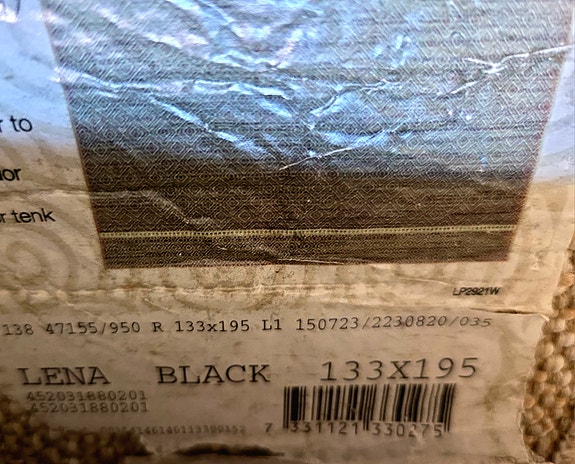 r to
or
r tenk
LP2921W
138 47155/950 R 133x195 L1 150723/2230820/035
LENA BLACK 133X195
452031880201
452031880201
7 331121 330275